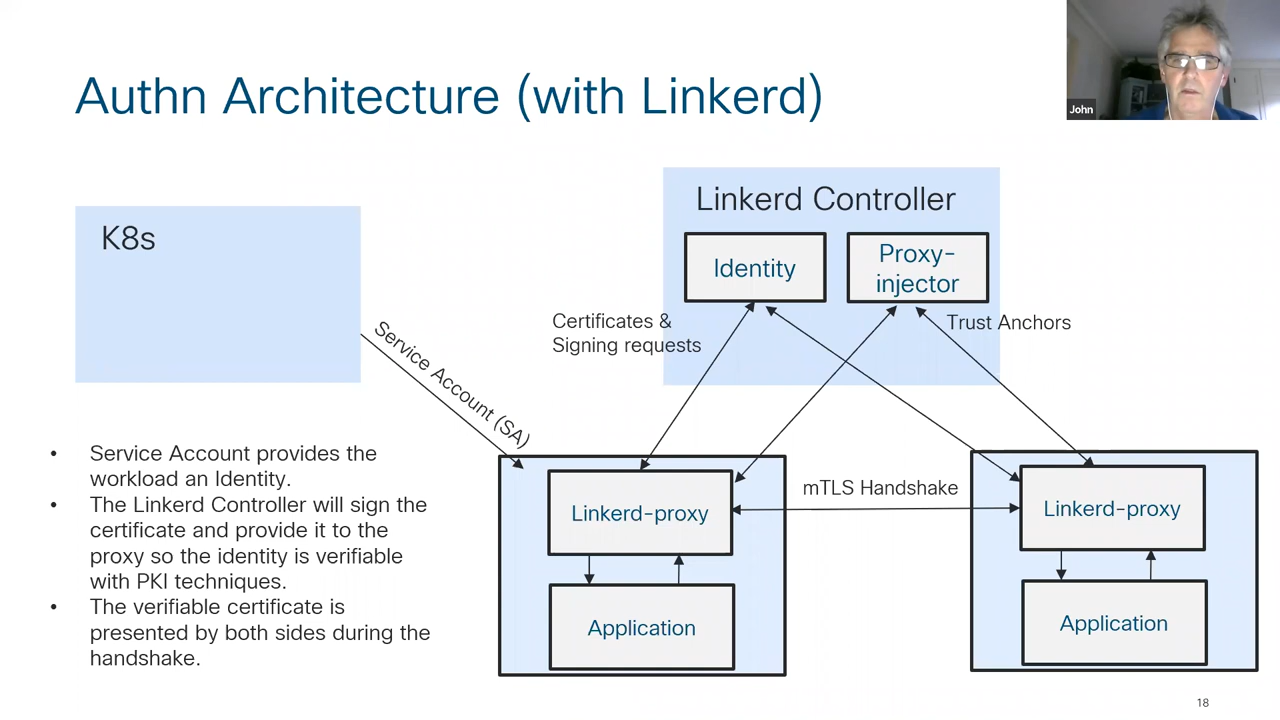 Authn Architecture (with Linkerd)
John
K8s
Linkerd Controller
Identity
Proxy-
injector
Certificates &
Signing requests
Trust Anchors
Service Account (SA)
• Service Account provides the
workload an Identity.
• The Linkerd Controller will sign the
certificate and provide it to the
proxy so the identity is verifiable
with PKI techniques.
• The verifiable certificate is
presented by both sides during the
handshake.
Linkerd-proxy
Application
mTLS Handshake
Linkerd-proxy
Application
18